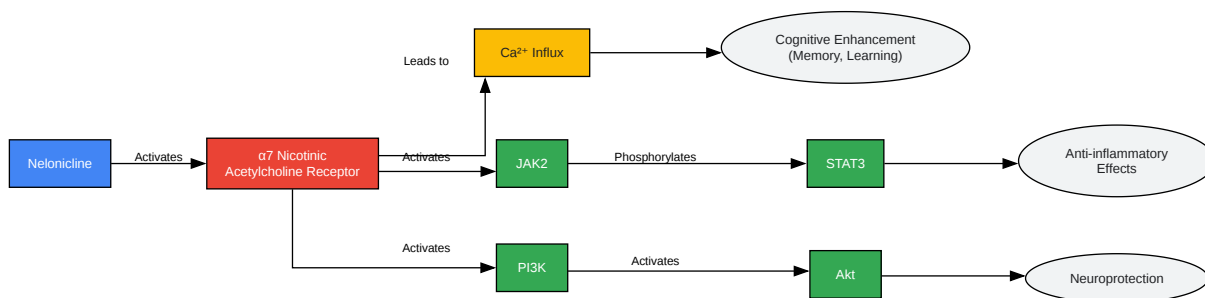 Ca²⁺ Influx
Cognitive Enhancement
(Memory, Learning)
Leads to
Nelonicline
Activates
α7 Nicotinic
Acetylcholine Receptor
Activates
JAK2
Phosphorylates
STAT3
Anti-inflammatory
Effects
Activates
PI3K
Activates
Akt
Neuroprotection